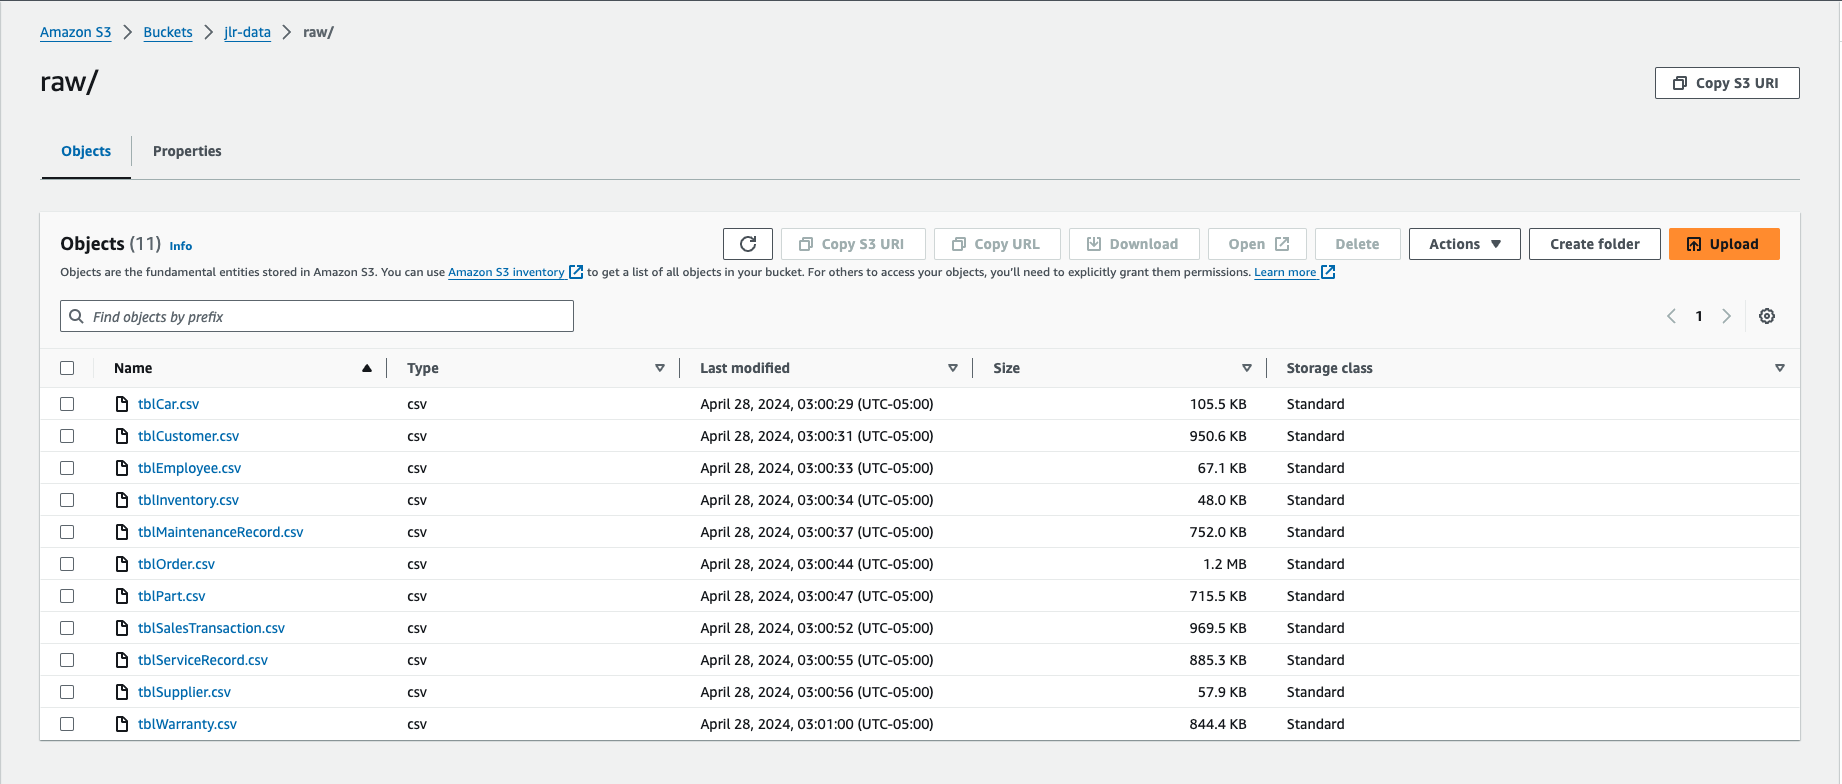 Amazon S3 > Buckets > jlr-data > raw/
raw/
Copy S3 URI
Objects Properties
Objects (11) Info
Copy S3 URI Copy URL Download Open Delete Actions Create folder Upload
Objects are the fundamental entities stored in Amazon S3. You can use Amazon S3 inventory to get a list of all objects in your bucket. For others to access your objects, you'll need to explicitly grant them permissions. Learn more
Find objects by prefix
1
Name Type Last modified Size Storage class
tblCar.csv csv April 28, 2024, 03:00:29 (UTC-05:00) 105.5 KB Standard
tblCustomer.csv csv April 28, 2024, 03:00:31 (UTC-05:00) 950.6 KB Standard
tblEmployee.csv csv April 28, 2024, 03:00:33 (UTC-05:00) 67.1 KB Standard
tblInventory.csv csv April 28, 2024, 03:00:34 (UTC-05:00) 48.0 KB Standard
tblMaintenanceRecord.csv csv April 28, 2024, 03:00:37 (UTC-05:00) 752.0 KB Standard
tblOrder.csv csv April 28, 2024, 03:00:44 (UTC-05:00) 1.2 MB Standard
tblPart.csv csv April 28, 2024, 03:00:47 (UTC-05:00) 715.5 KB Standard
tblSalesTransaction.csv csv April 28, 2024, 03:00:52 (UTC-05:00) 969.5 KB Standard
tblServiceRecord.csv csv April 28, 2024, 03:00:55 (UTC-05:00) 885.3 KB Standard
tblSupplier.csv csv April 28, 2024, 03:00:56 (UTC-05:00) 57.9 KB Standard
tblWarranty.csv csv April 28, 2024, 03:01:00 (UTC-05:00) 844.4 KB Standard